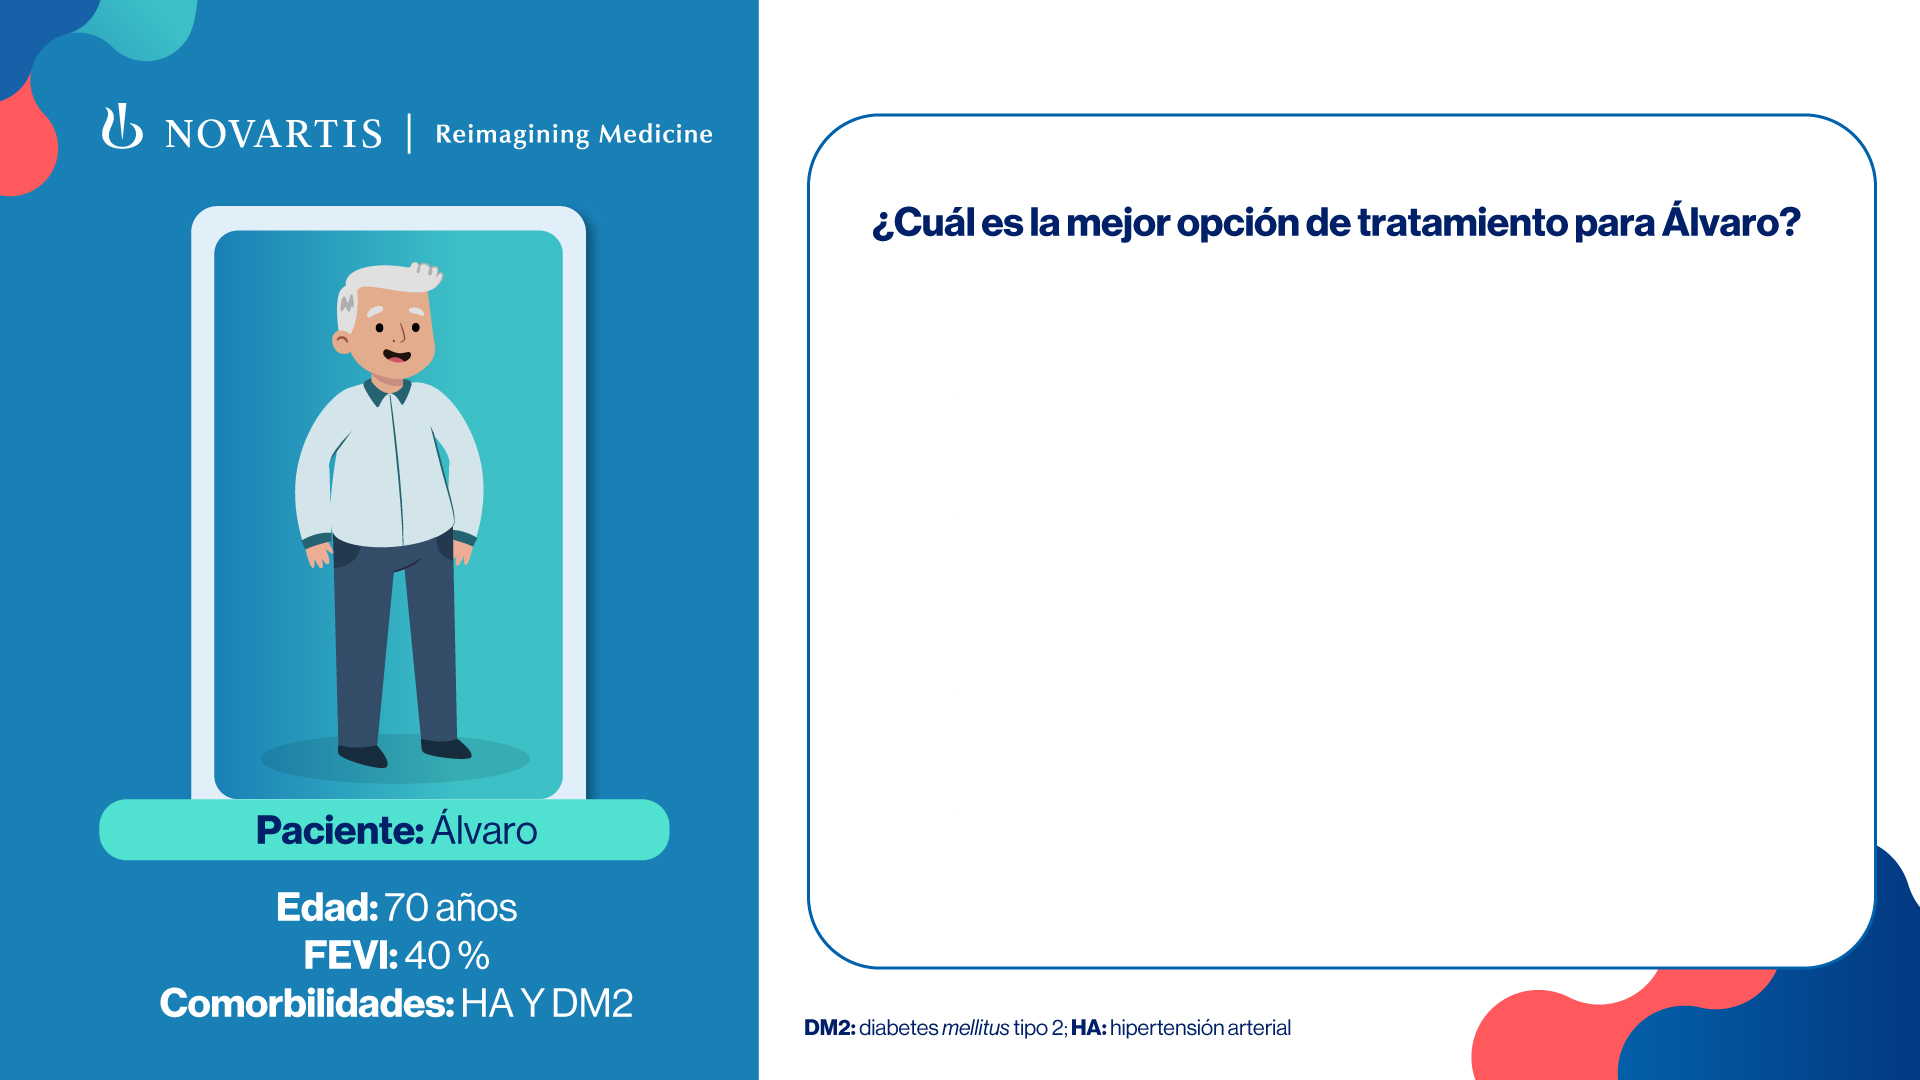 NOVARTIS | Reimagining Medicine
Paciente: Álvaro
Edad: 70 años
FEVI: 40 %
Comorbilidades: HA Y DM2
¿Cuál es la mejor opción de tratamiento para Álvaro?
DM2: diabetes mellitus tipo 2; HA: hipertensión arterial